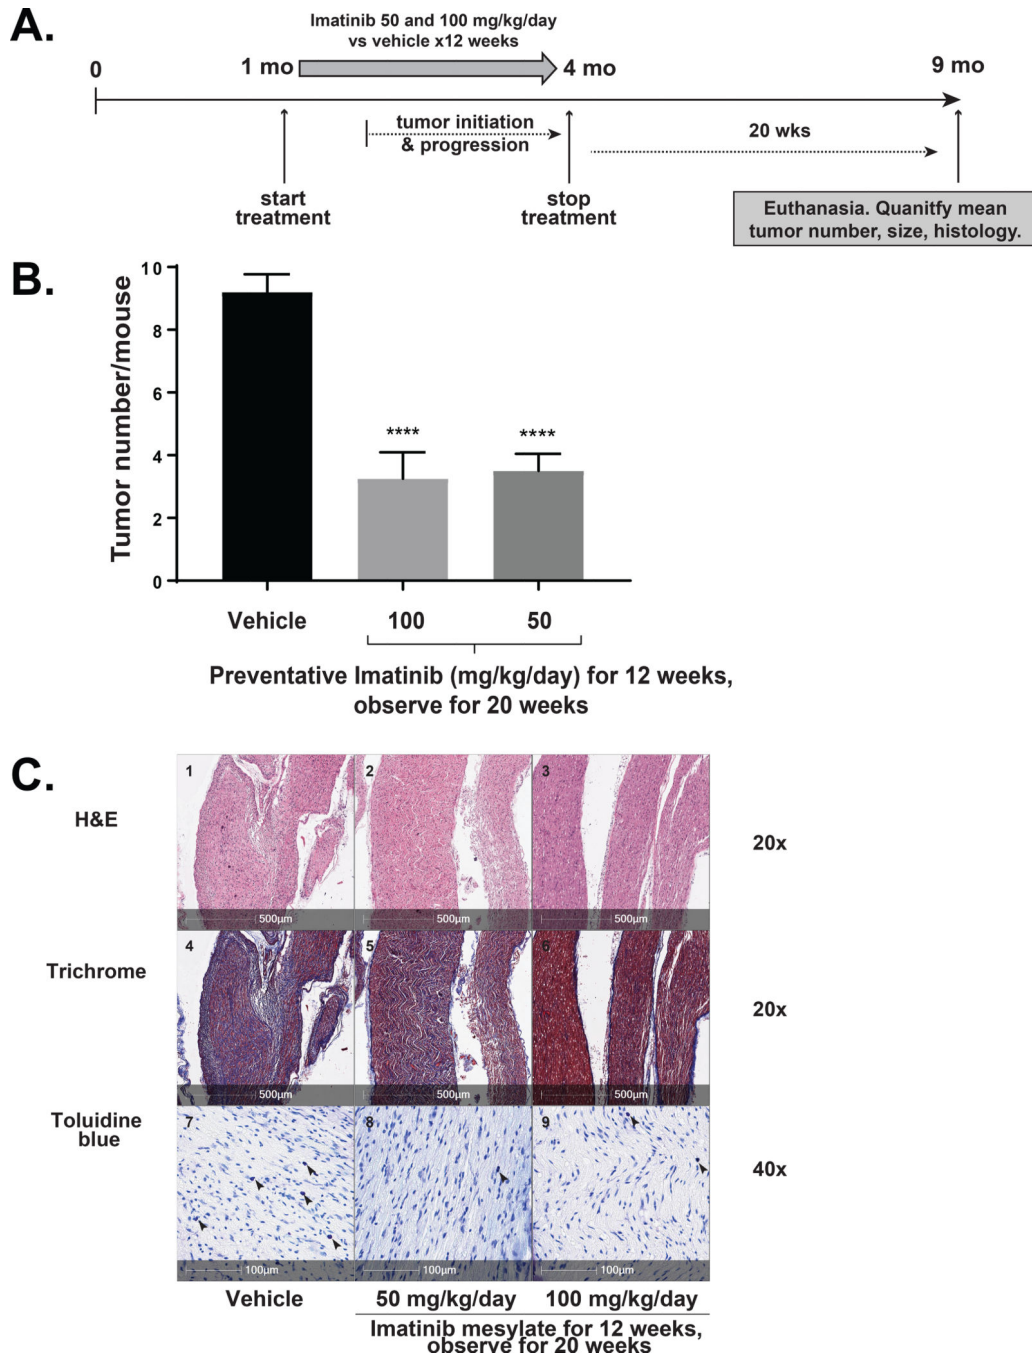 A.
Imatinib 50 and 100 mg/kg/day
vs vehicle x12 weeks
0
1 mo
4 mo
9 mo
tumor initiation
& progression
20 wks
start
treatment
stop
treatment
Euthanasia. Quanitfy mean
tumor number, size, histology.
B.
Tumor number/mouse
10
8
6
4
2
0
****
****
Vehicle
100
50
Preventative Imatinib (mg/kg/day) for 12 weeks,
observe for 20 weeks
C.
H&E
1
2
3
500µm
500µm
500µm
20x
Trichrome
4
5
6
500µm
500µm
500µm
20x
Toluidine
blue
7
8
9
100µm
100µm
100µm
40x
Vehicle
50 mg/kg/day
100 mg/kg/day
Imatinib mesylate for 12 weeks,
observe for 20 weeks